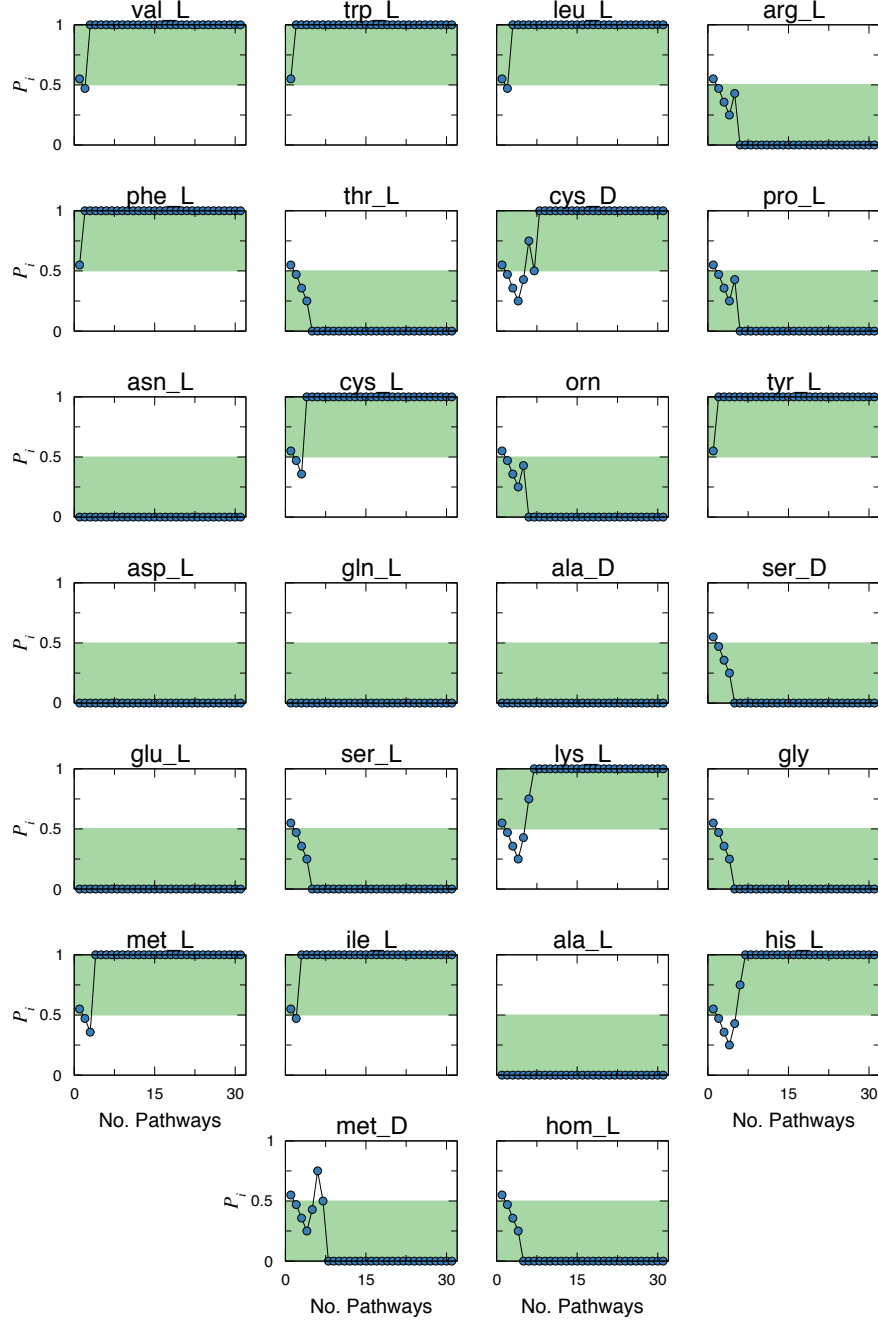 val_L trp_L leu_L arg_L
1
0.5
0
P_i
phe_L thr_L cys_D pro_L
1
0.5
0
P_i
asn_L cys_L orn tyr_L
1
0.5
0
P_i
asp_L gln_L ala_D ser_D
1
0.5
0
P_i
glu_L ser_L lys_L gly
1
0.5
0
P_i
met_L ile_L ala_L his_L
1
0.5
0
P_i
0 15 30 0 15 30
No. Pathways No. Pathways
met_D hom_L
1
0.5
0
P_i
0 15 30 0 15 30
No. Pathways No. Pathways